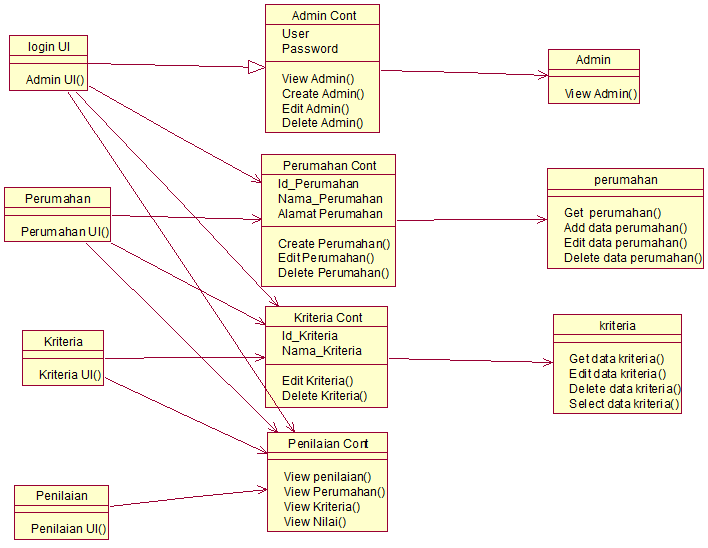 login UI
Admin UI()
Admin Cont
User
Password
View Admin()
Create Admin()
Edit Admin()
Delete Admin()
Admin
View Admin()
Perumahan
Perumahan UI()
Perumahan Cont
Id_Perumahan
Nama_Perumahan
Alamat Perumahan
Create Perumahan()
Edit Perumahan()
Delete Perumahan()
perumahan
Get perumahan()
Add data perumahan()
Edit data perumahan()
Delete data perumahan()
Kriteria
Kriteria UI()
Kriteria Cont
Id_Kriteria
Nama_Kriteria
Edit Kriteria()
Delete Kriteria()
kriteria
Get data kriteria()
Edit data kriteria()
Delete data kriteria()
Select data kriteria()
Penilaian
Penilaian UI()
Penilaian Cont
View penilaian()
View Perumahan()
View Kriteria()
View Nilai()